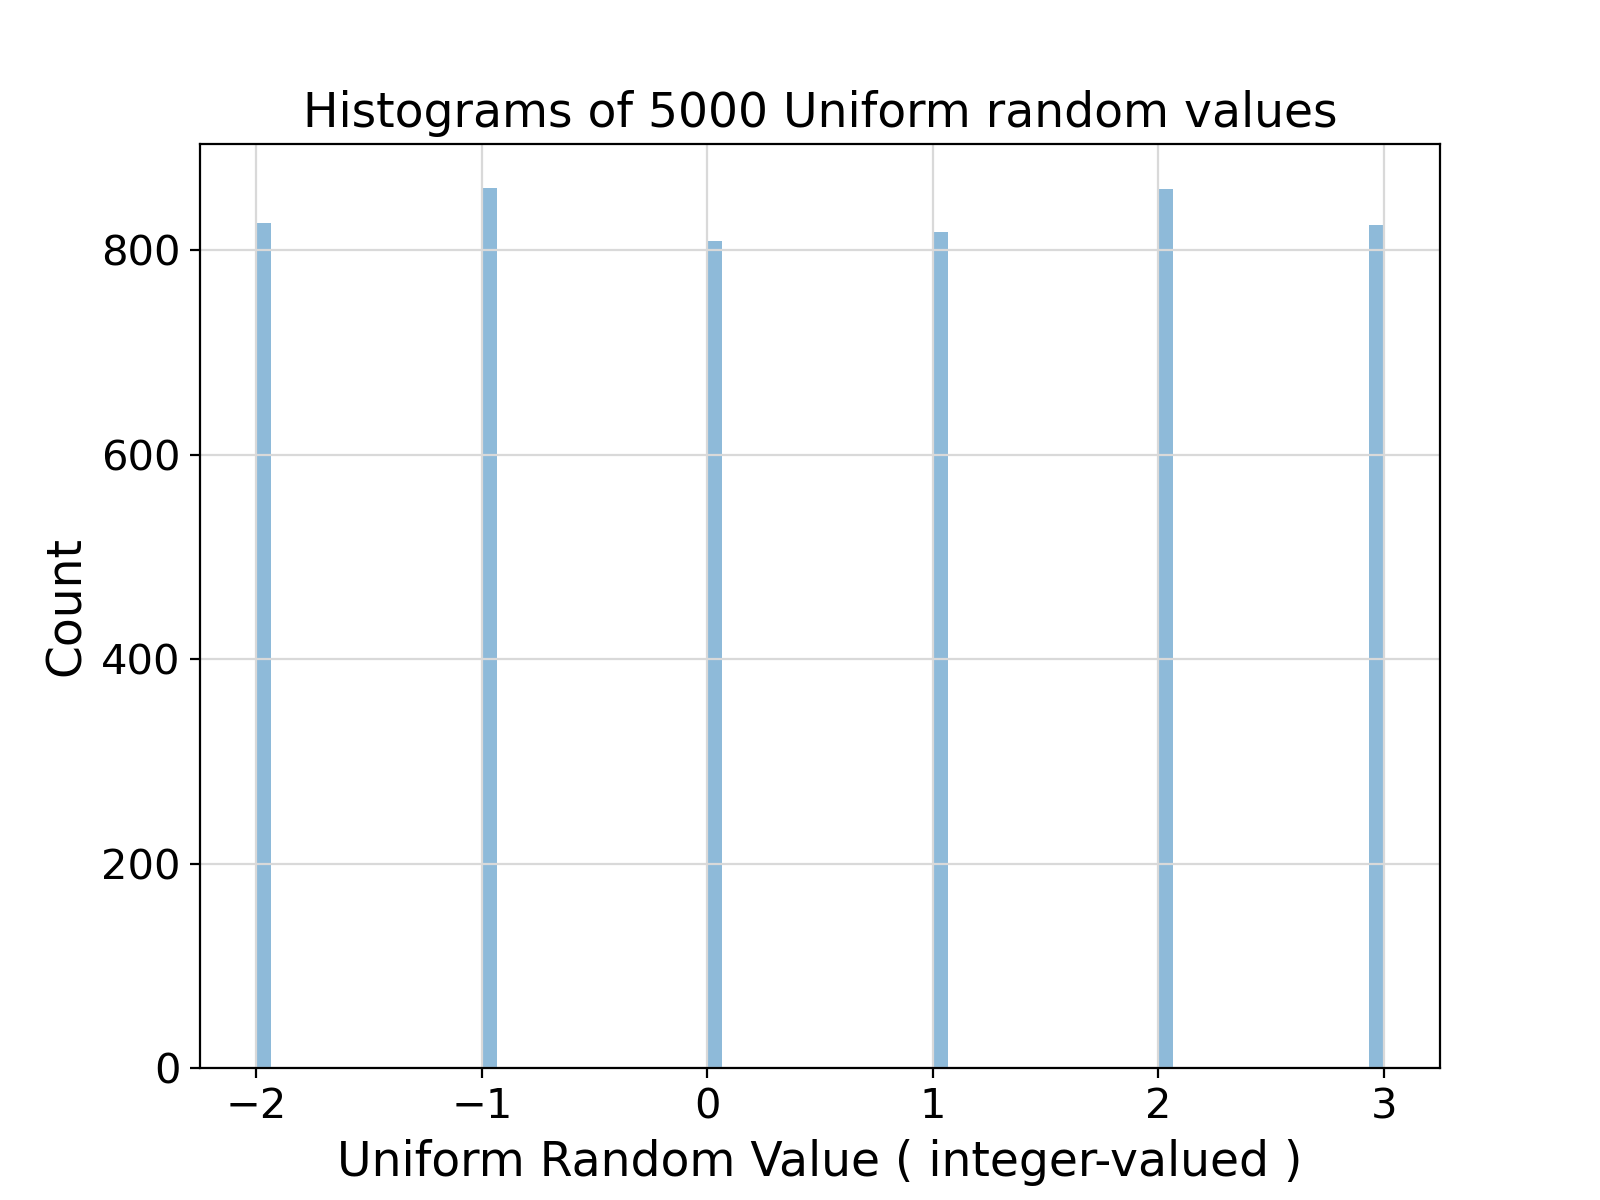 Histograms of 5000 Uniform random values
800
600
400
200
0
Count
−2 −1 0 1 2 3
Uniform Random Value ( integer-valued )